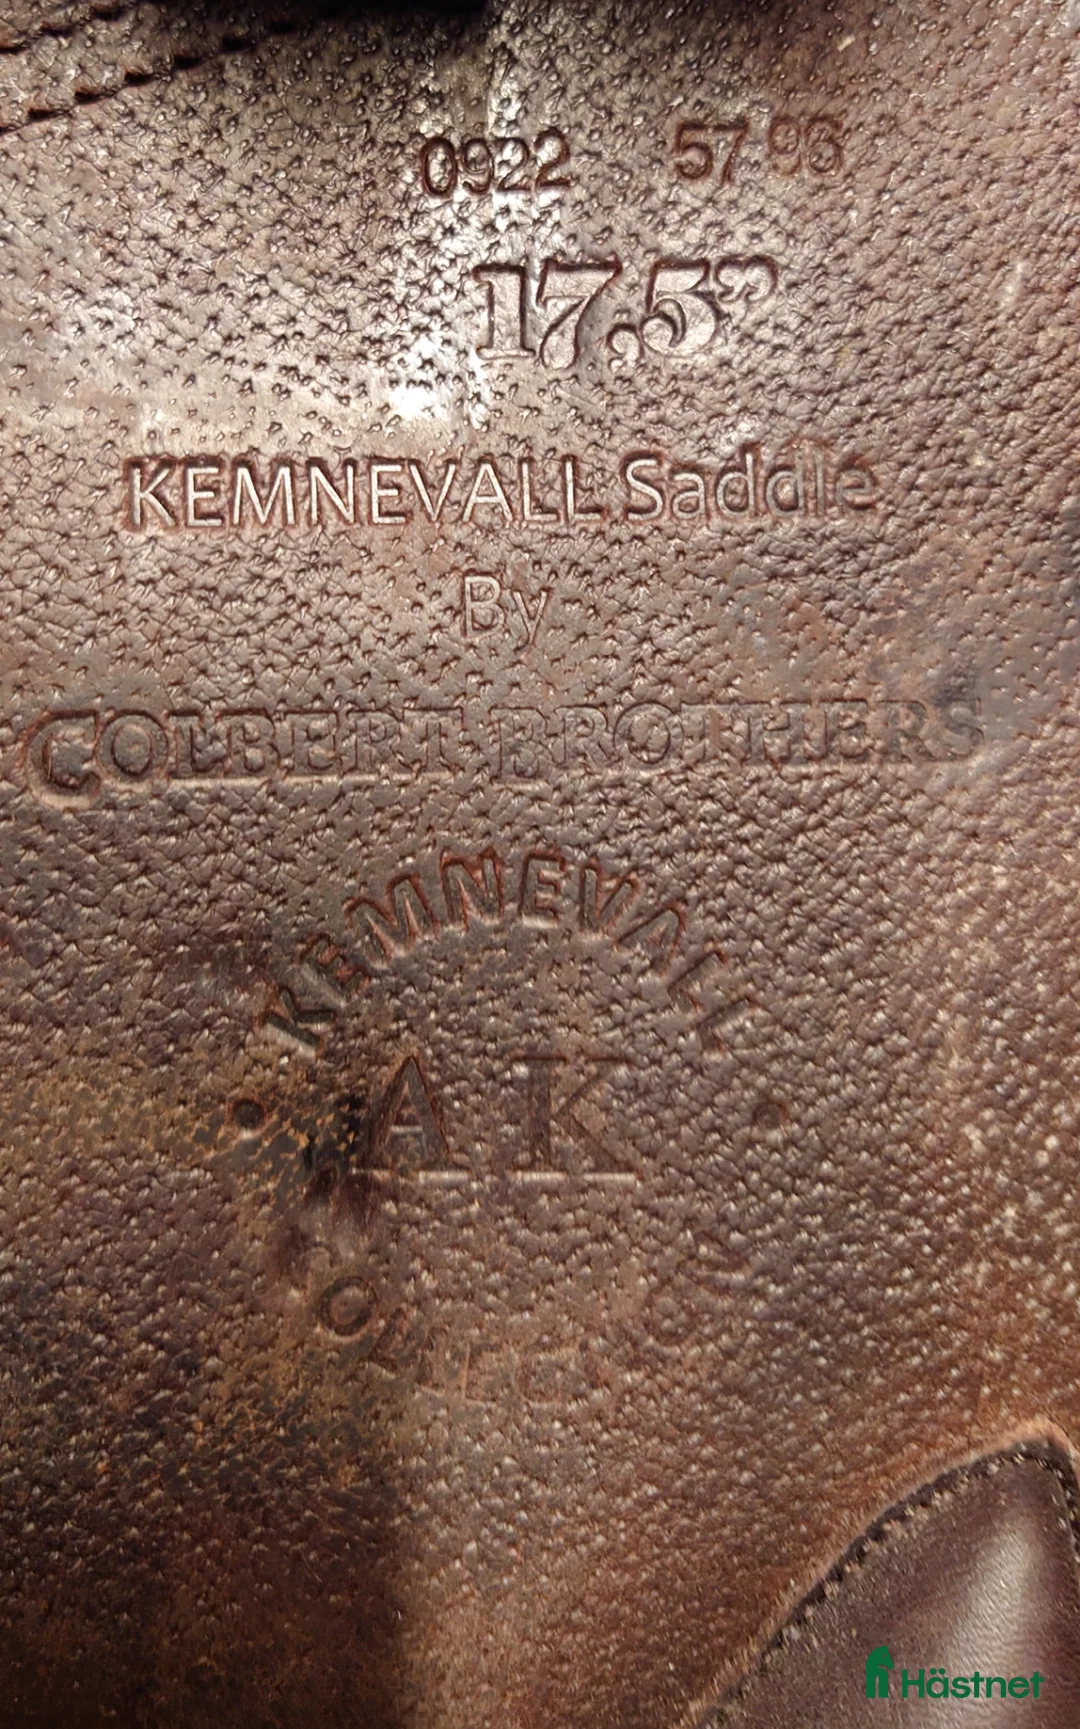 0922 57 96
17.5"
KEMNEVALL Saddle
By
COLBERT BROTHERS
KEMNEVALL
A K
Hästnet